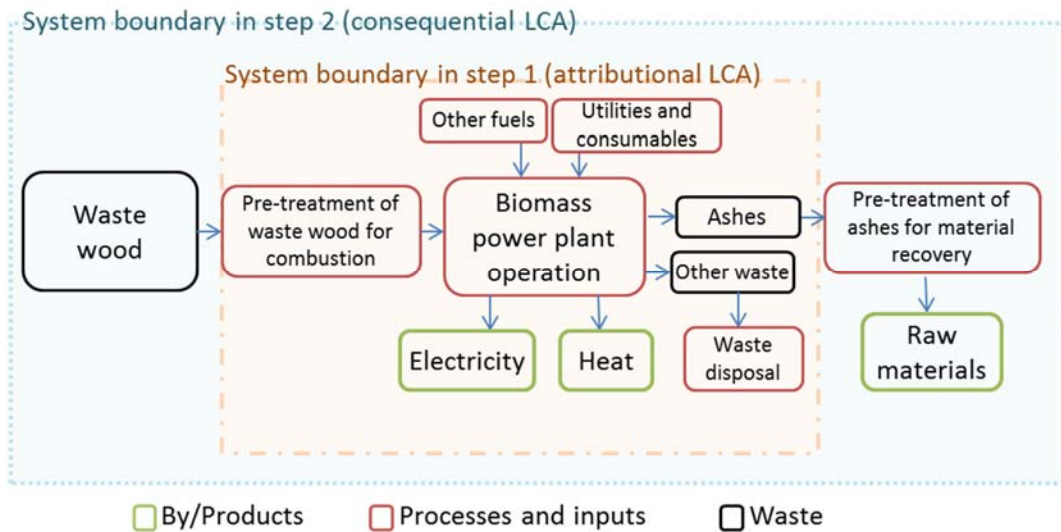 System boundary in step 2 (consequential LCA)
System boundary in step 1 (attributional LCA)
Other fuels
Utilities and
consumables
Waste
wood
Pre-treatment of
waste wood for
combustion
Biomass
power plant
operation
Ashes
Other waste
Pre-treatment of
ashes for material
recovery
Electricity
Heat
Waste
disposal
Raw
materials
By/Products
Processes and inputs
Waste